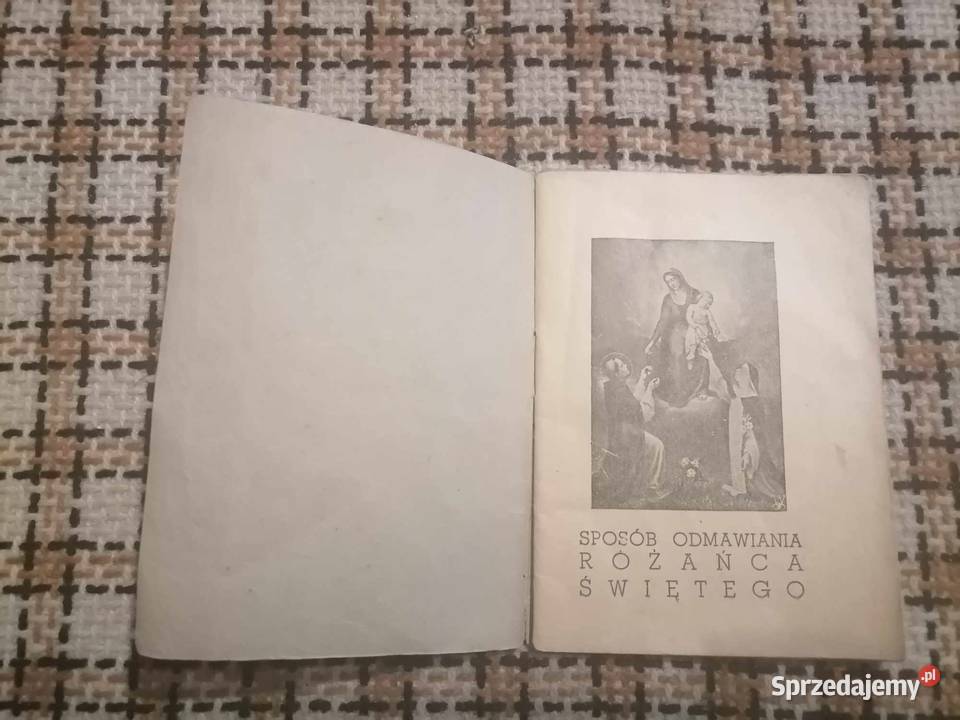 SPOSÓB ODMAWIANIA
RÓŻAŃCA
ŚWIĘTEGO
Sprzedajemy.pl